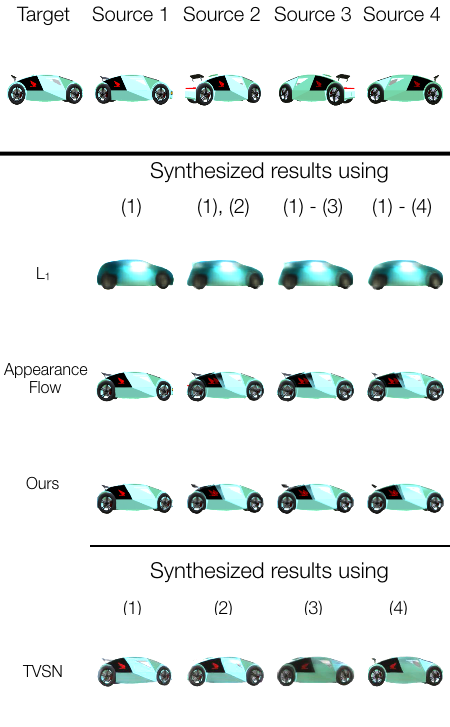 Target Source 1 Source 2 Source 3 Source 4
Synthesized results using
(1) (1), (2) (1) - (3) (1) - (4)
L₁
Appearance
Flow
Ours
Synthesized results using
(1) (2) (3) (4)
TVSN